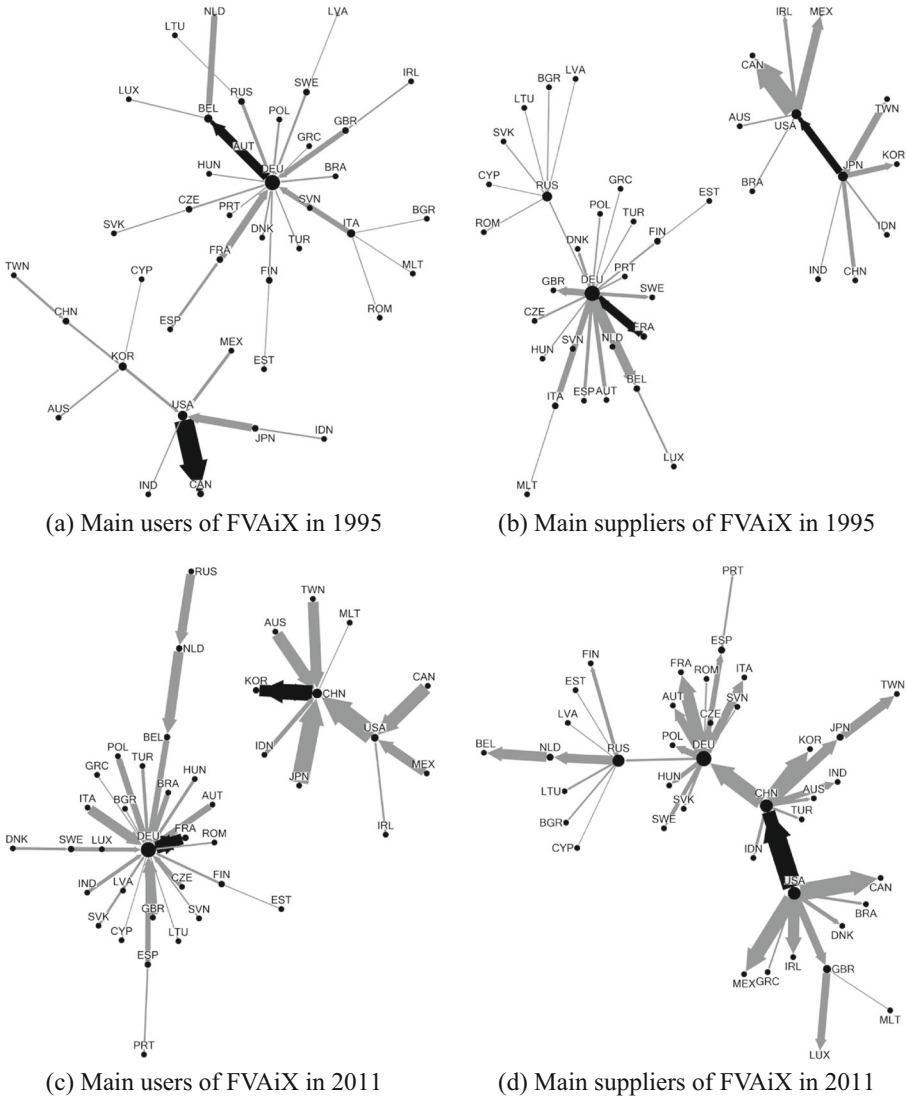 NLD
LVA
LTU
IRL
LUX
RUS
SWE
BEL
POL
GBR
AUT
GRC
HUN
DEU
BRA
CZE
PRT
SVN
BGR
SVK
DNK
ITA
FRA
TUR
TWN
CYP
FIN
MLT
CHN
ESP
ROM
MEX
EST
KOR
AUS
USA
JPN
IDN
IND
CAN
(a) Main users of FVAiX in 1995
IRL
MEX
CAN
BGR
LVA
TWN
LTU
AUS
USA
SVK
KOR
JPN
CYP
RUS
GRC
BRA
EST
POL
TUR
ROM
FIN
IDN
DNK
PRT
IND
CHN
DEU
GBR
SWE
CZE
FRA
SVN
NLD
HUN
BEL
ITA
ESP
AUT
LUX
MLT
(b) Main suppliers of FVAiX in 1995
RUS
TWN
AUS
MLT
NLD
KOR
CHN
CAN
BEL
USA
POL
TUR
IDN
GRC
HUN
JPN
MEX
BRA
ITA
BGR
AUT
IRL
DEU
FRA
ROM
DNK
SWE
LUX
IND
LVA
CZE
FIN
SVK
GBR
SVN
EST
CYP
LTU
ESP
PRT
(c) Main users of FVAiX in 2011
PRT
ESP
FIN
FRA
ROM
ITA
EST
TWN
AUT
SVN
LVA
CZE
JPN
BEL
NLD
RUS
POL
DEU
KOR
HUN
IND
LTU
CHN
AUS
SVK
TUR
BGR
SWE
CYP
IDN
USA
CAN
BRA
DNK
MEX
GRC
IRL
GBR
MLT
LUX
(d) Main suppliers of FVAiX in 2011